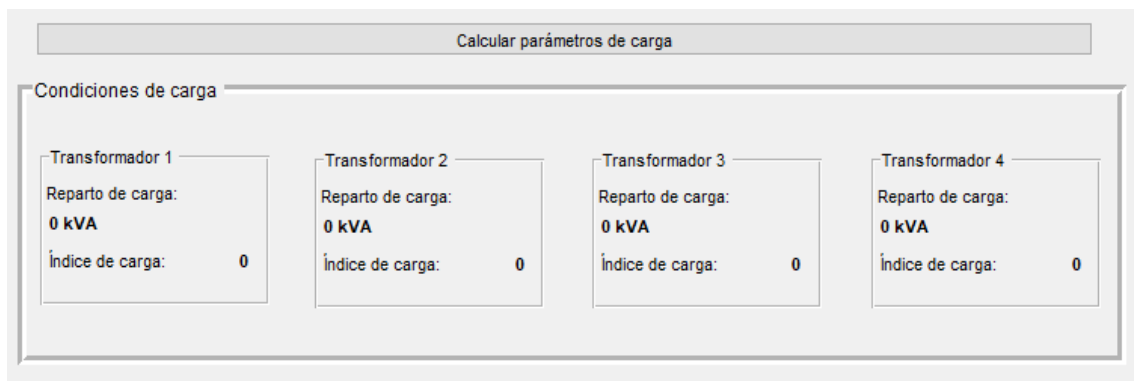 Calcular parámetros de carga
Condiciones de carga
Transformador 1
Reparto de carga:
0 kVA
Índice de carga: 0
Transformador 2
Reparto de carga:
0 kVA
Índice de carga: 0
Transformador 3
Reparto de carga:
0 kVA
Índice de carga: 0
Transformador 4
Reparto de carga:
0 kVA
Índice de carga: 0